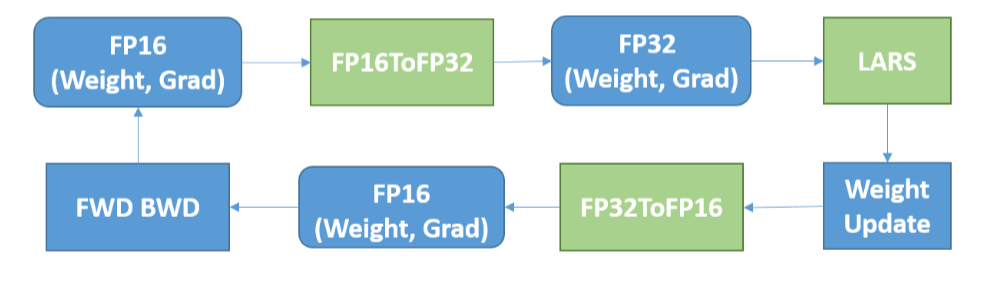 FP16
(Weight, Grad)
FP16ToFP32
FP32
(Weight, Grad)
LARS
FWD BWD
FP16
(Weight, Grad)
FP32ToFP16
Weight
Update